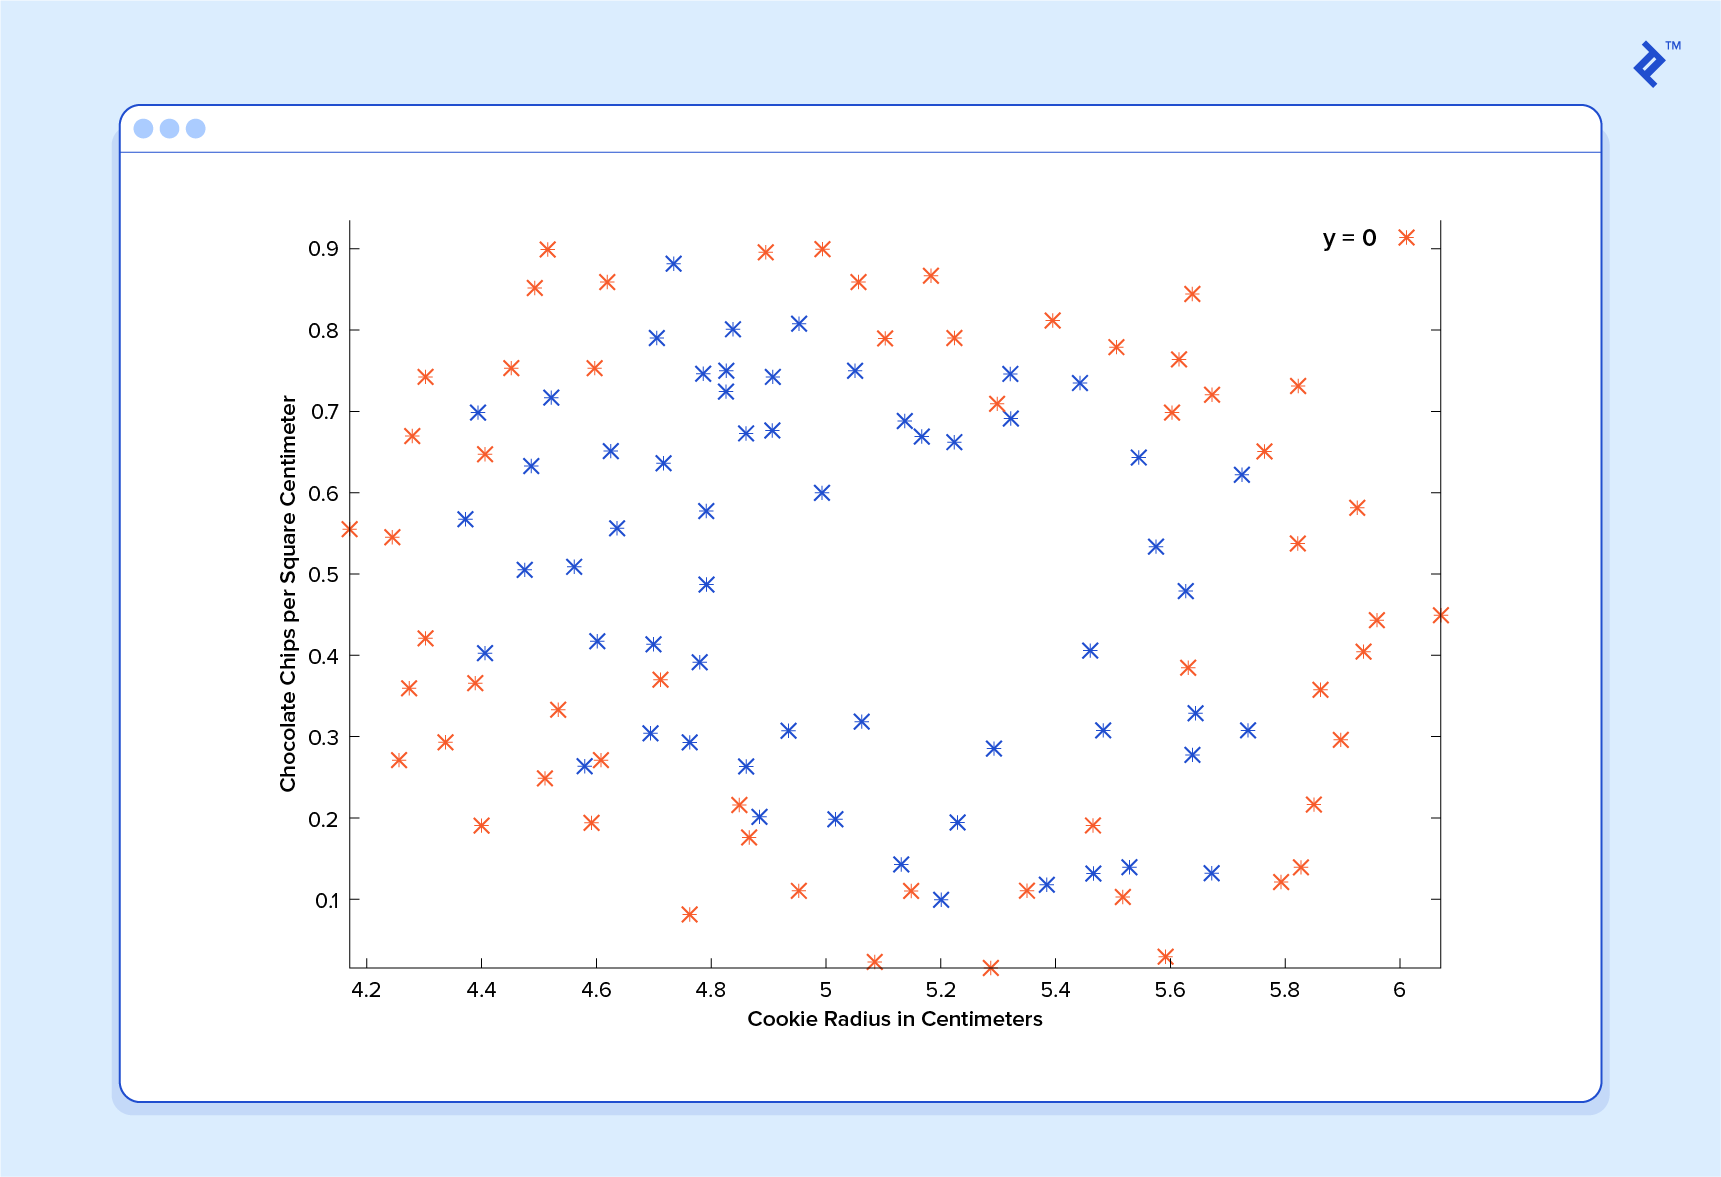 TM
y = 0
0.9
0.8
0.7
0.6
0.5
0.4
0.3
0.2
0.1
Chocolate Chips per Square Centimeter
4.2 4.4 4.6 4.8 5 5.2 5.4 5.6 5.8 6
Cookie Radius in Centimeters